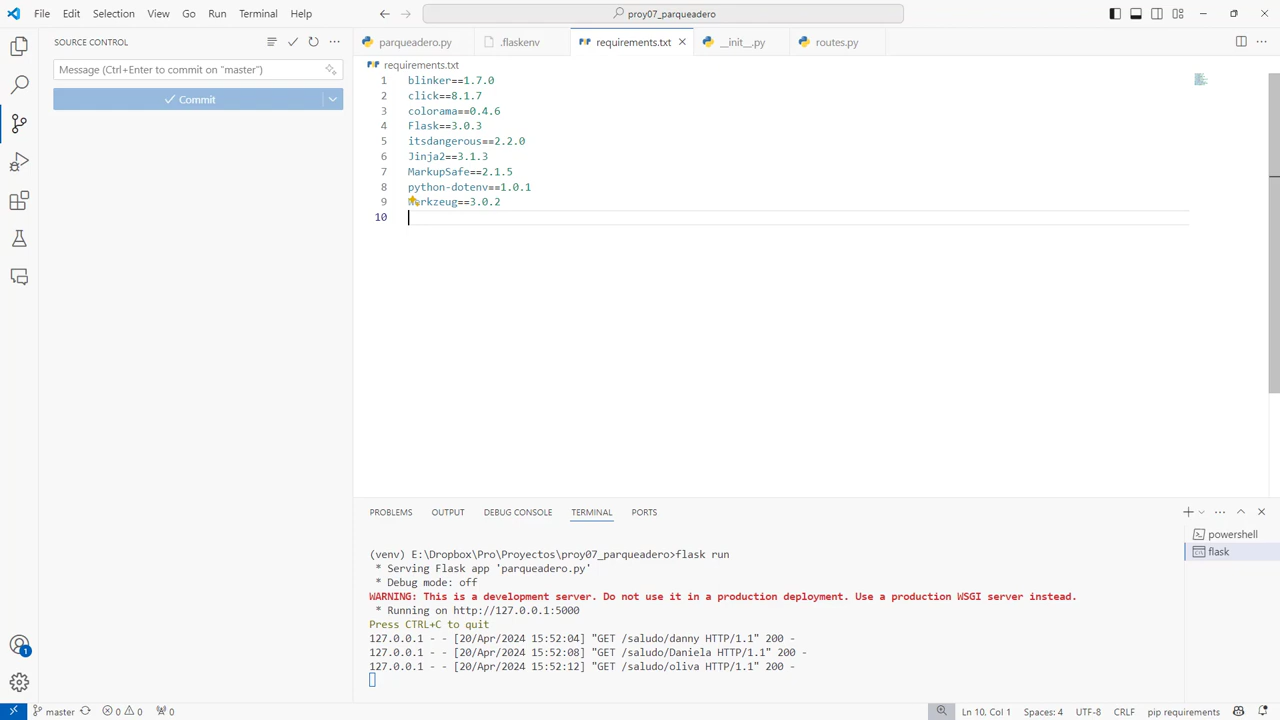 File Edit Selection View Go Run Terminal Help
proy07_parqueadero
SOURCE CONTROL
Message (Ctrl+Enter to commit on "master")
Commit
parqueadero.py
.flaskenv
requirements.txt
__init__.py
routes.py
requirements.txt
1 blinker==1.7.0
2 click==8.1.7
3 colorama==0.4.6
4 Flask==3.0.3
5 itsdangerous==2.2.0
6 Jinja2==3.1.3
7 MarkupSafe==2.1.5
8 python-dotenv==1.0.1
9 Werkzeug==3.0.2
10
PROBLEMS OUTPUT DEBUG CONSOLE TERMINAL PORTS
powershell
flask
(venv) E:\Dropbox\Pro\Proyectos\proy07_parqueadero>flask run
* Serving Flask app 'parqueadero.py'
* Debug mode: off
WARNING: This is a development server. Do not use it in a production deployment. Use a production WSGI server instead.
* Running on http://127.0.0.1:5000
Press CTRL+C to quit
127.0.0.1 - - [20/Apr/2024 15:52:04] "GET /saludo/danny HTTP/1.1" 200 -
127.0.0.1 - - [20/Apr/2024 15:52:08] "GET /saludo/Daniela HTTP/1.1" 200 -
127.0.0.1 - - [20/Apr/2024 15:52:12] "GET /saludo/oliva HTTP/1.1" 200 -
1
master 0 0 0 Ln 10, Col 1 Spaces: 4 UTF-8 CRLF pip requirements